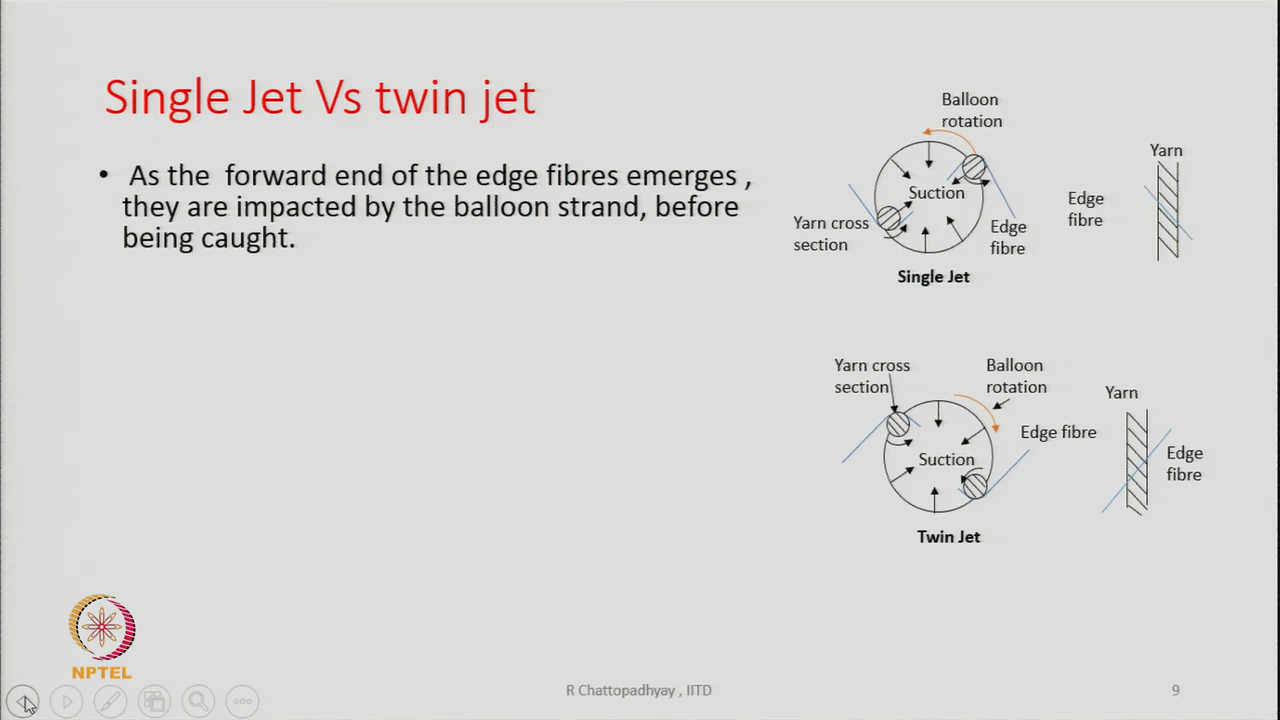 Single Jet Vs twin jet
• As the forward end of the edge fibres emerges ,
they are impacted by the balloon strand, before
being caught.
Balloon
rotation
Suction
Yarn cross
section
Edge
fibre
Single Jet
Yarn
Edge
fibre
Yarn cross
section
Balloon
rotation
Suction
Edge fibre
Twin Jet
Yarn
Edge
fibre
NPTEL
R Chattopadhyay , IITD
9